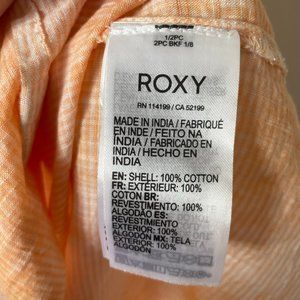 1/2PC
2PC BKF 1/8
ROXY
RN 114199 / CA 52199
MADE IN INDIA / FABRIQUÉ
EN INDE / FEITO NA
ÍNDIA / FABRICADO EN
INDIA / HECHO EN
INDIA
EN: SHELL: 100% COTTON
FR: EXTÉRIEUR: 100%
COTON BR:
REVESTIMENTO: 100%
ALGODÃO ES:
REVESTIMIENTO EXTERIOR: 100%
ALGODÓN MX: TELA
EXTERIOR: 100%
ALGODÓN